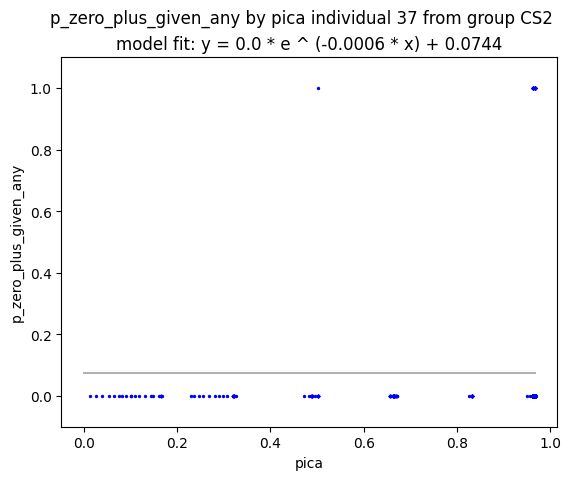 p_zero_plus_given_any by pica individual 37 from group CS2
model fit: y = 0.0 * e ^ (-0.0006 * x) + 0.0744
p_zero_plus_given_any
1.0
0.8
0.6
0.4
0.2
0.0
0.0 0.2 0.4 0.6 0.8 1.0
pica